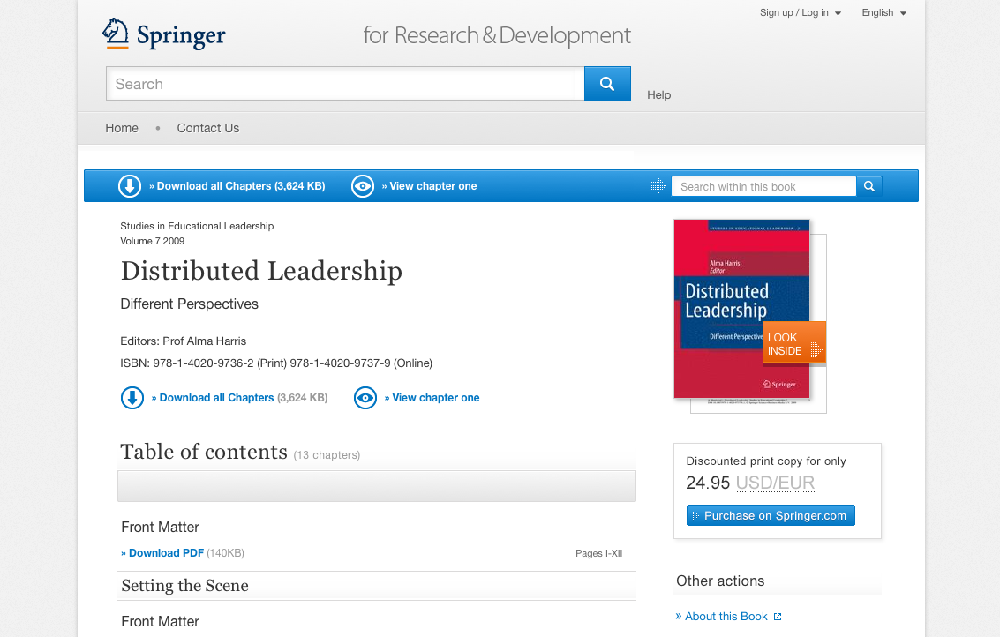 Sign up / Log in
English
Springer
for Research & Development
Search
Help
Home • Contact Us
» Download all Chapters (3,624 KB)
» View chapter one
Search within this book
Studies in Educational Leadership
Volume 7 2009
Distributed Leadership
Different Perspectives
Editors: Prof Alma Harris
ISBN: 978-1-4020-9736-2 (Print) 978-1-4020-9737-9 (Online)
» Download all Chapters (3,624 KB)
» View chapter one
STUDIES IN EDUCATIONAL LEADERSHIP
Alma Harris
Editor
Distributed
Leadership
Different Perspective
LOOK
INSIDE
Springer
Table of contents (13 chapters)
Front Matter
» Download PDF (140KB)
Pages I-XII
Setting the Scene
Front Matter
Discounted print copy for only
24.95 USD/EUR
Purchase on Springer.com
Other actions
» About this Book